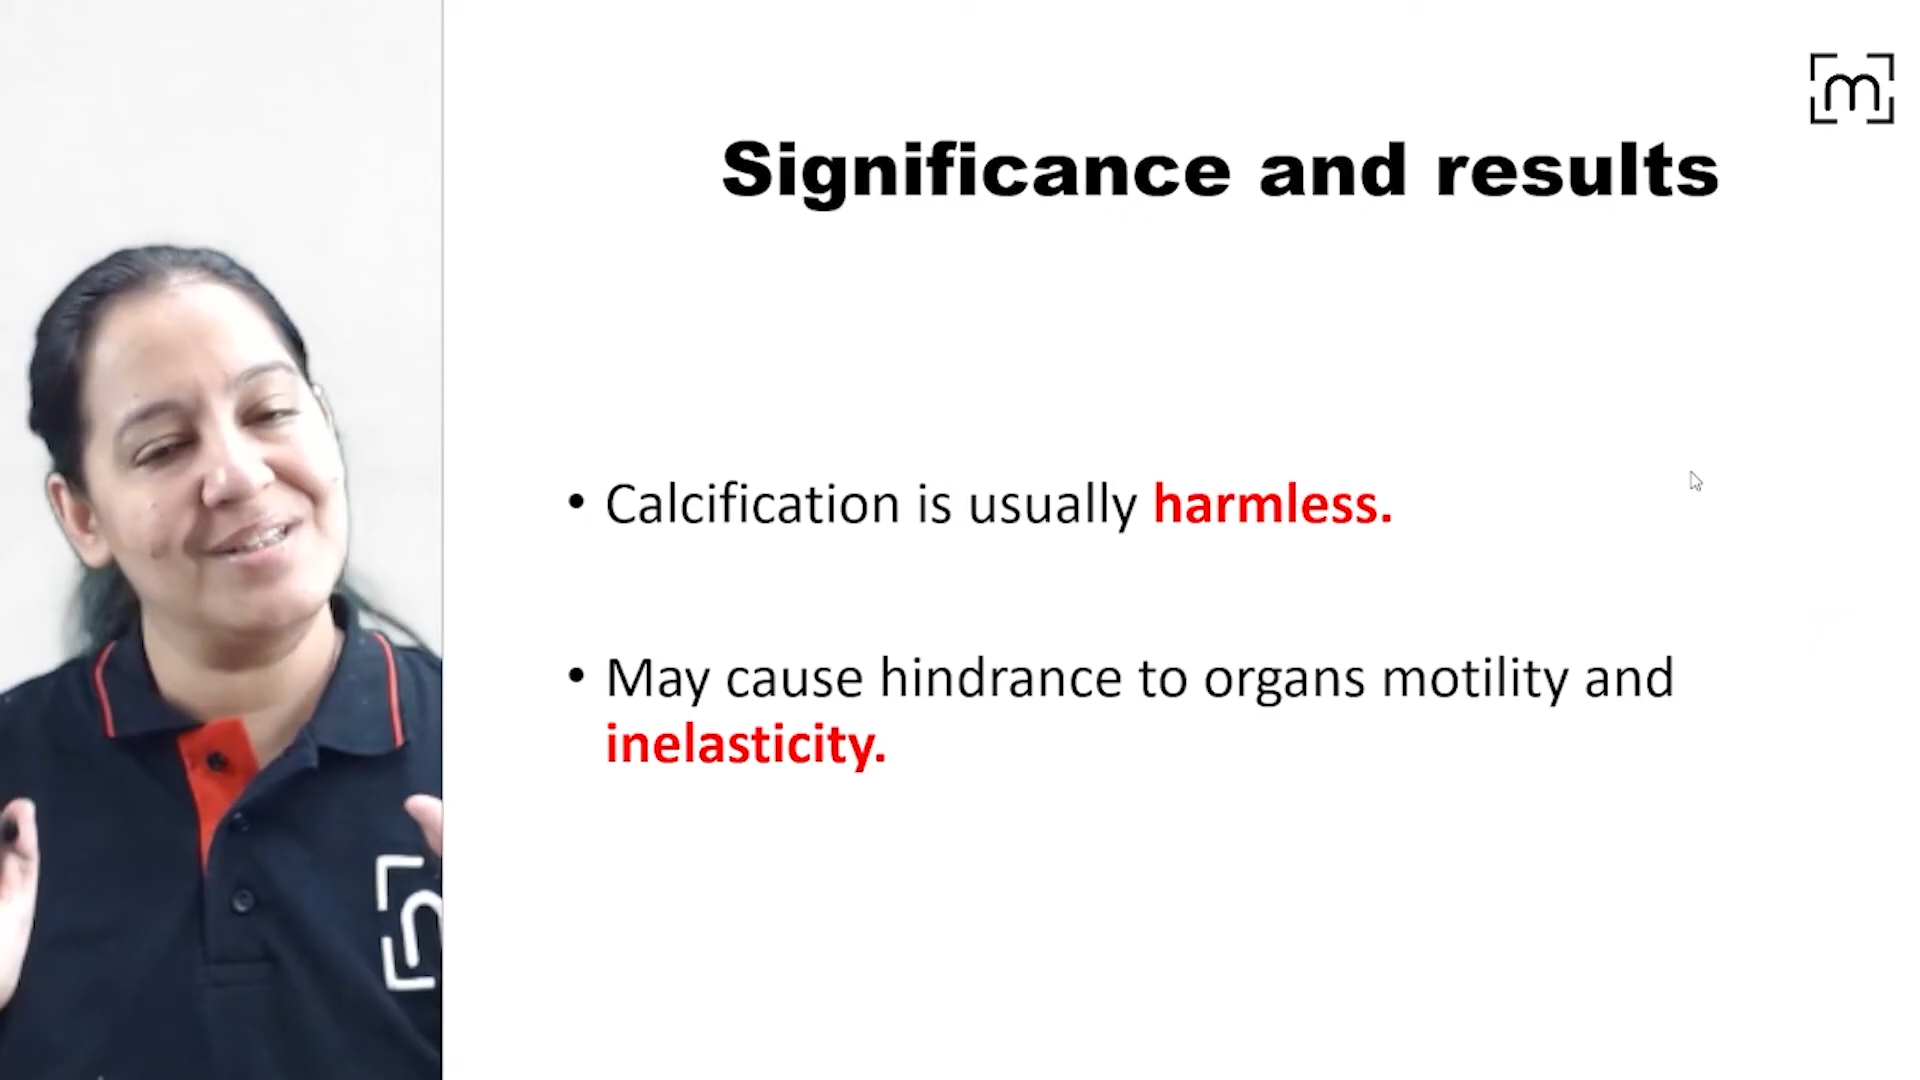 m
Significance and results
• Calcification is usually harmless.
• May cause hindrance to organs motility and
inelasticity.
m